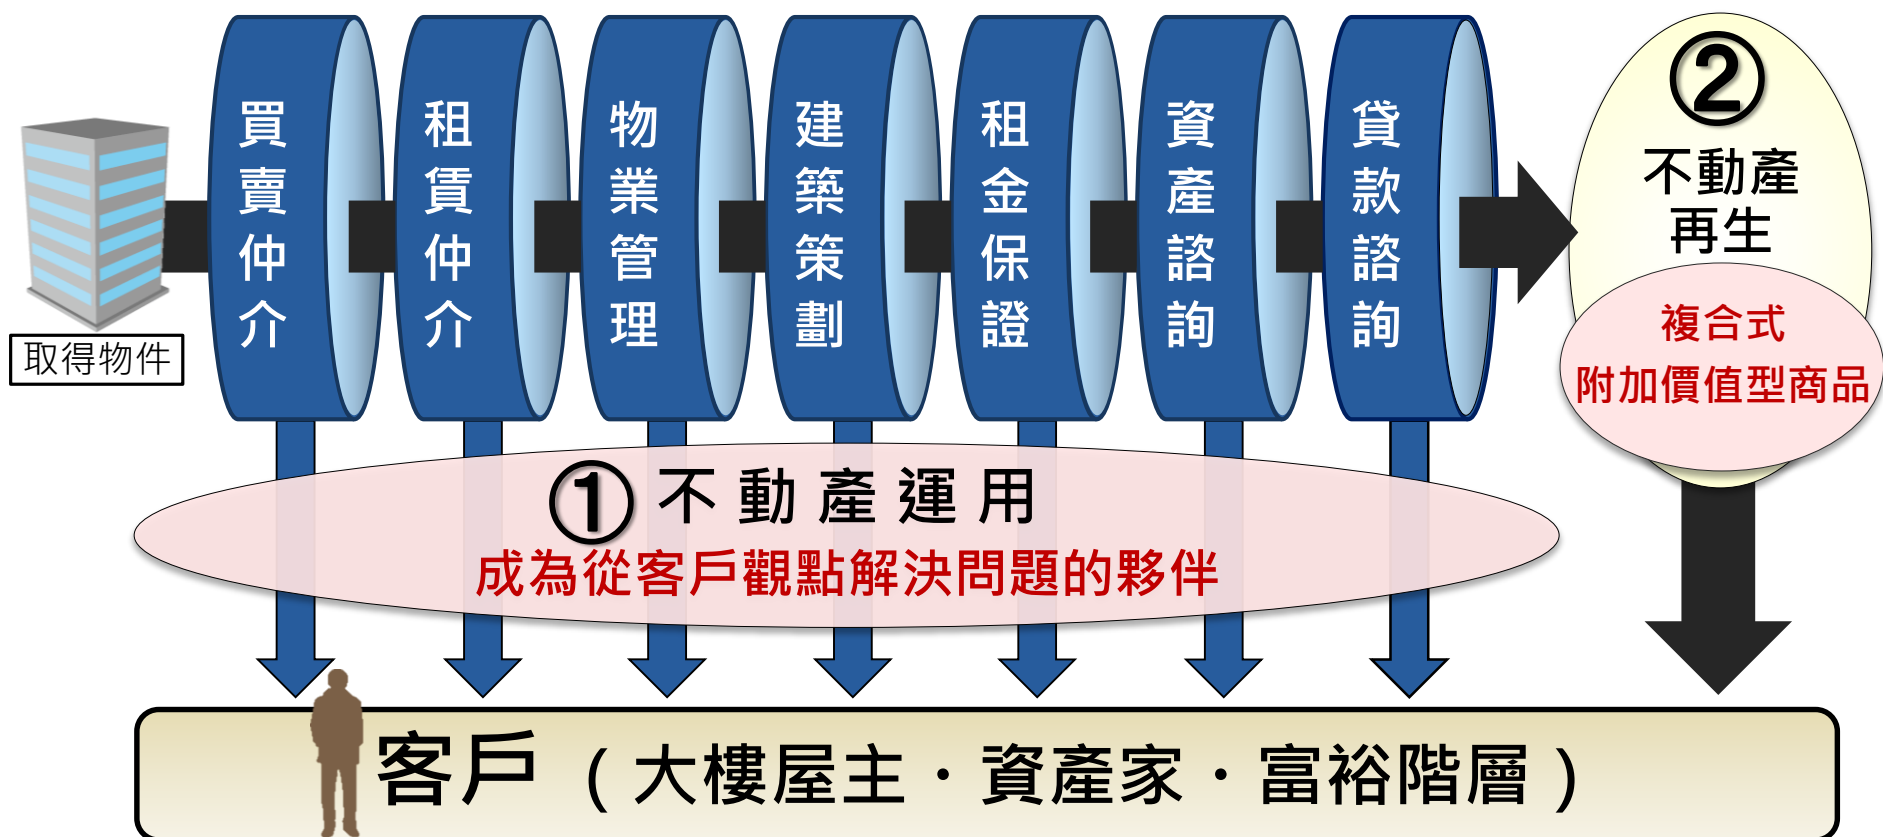 取得物件
買賣仲介
租賃仲介
物業管理
建築策劃
租金保證
資產諮詢
貸款諮詢
②
不動產
再生
複合式
附加價值型商品
① 不動產運用
成為從客戶觀點解決問題的夥伴
客戶（大樓屋主・資產家・富裕階層）